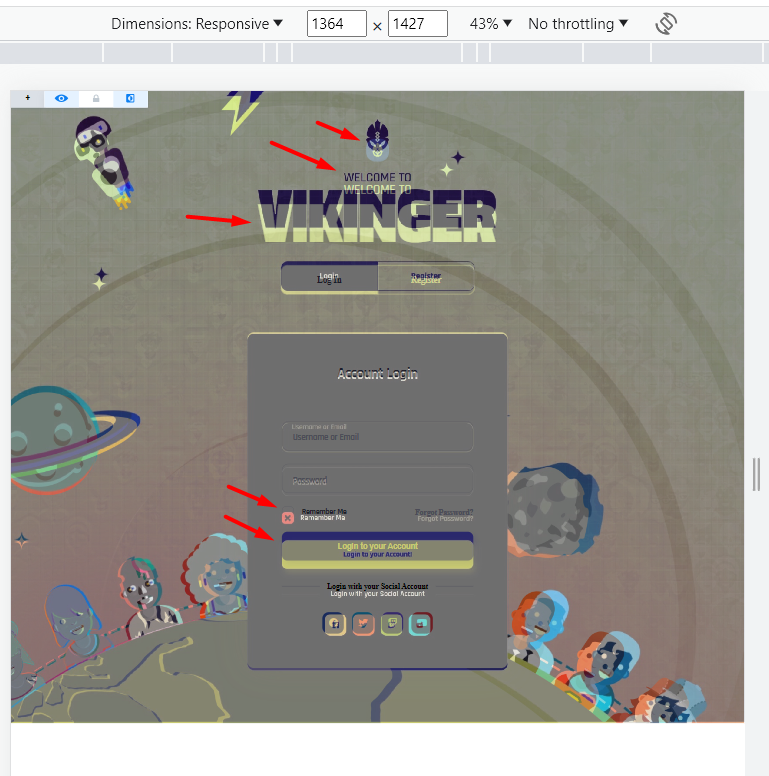 Dimensions: Responsive 1364 × 1427 43% No throttling
WELCOME TO
WELCOME TO
VIKINGER
Login Register
Log In Register
Account Login
Username or Email
Username or Email
Password
Remember Me Forgot Password?
Remember Me Forgot Password?
Login to your Account
Login to your Account!
Login with your Social Account
Login with your Social Account